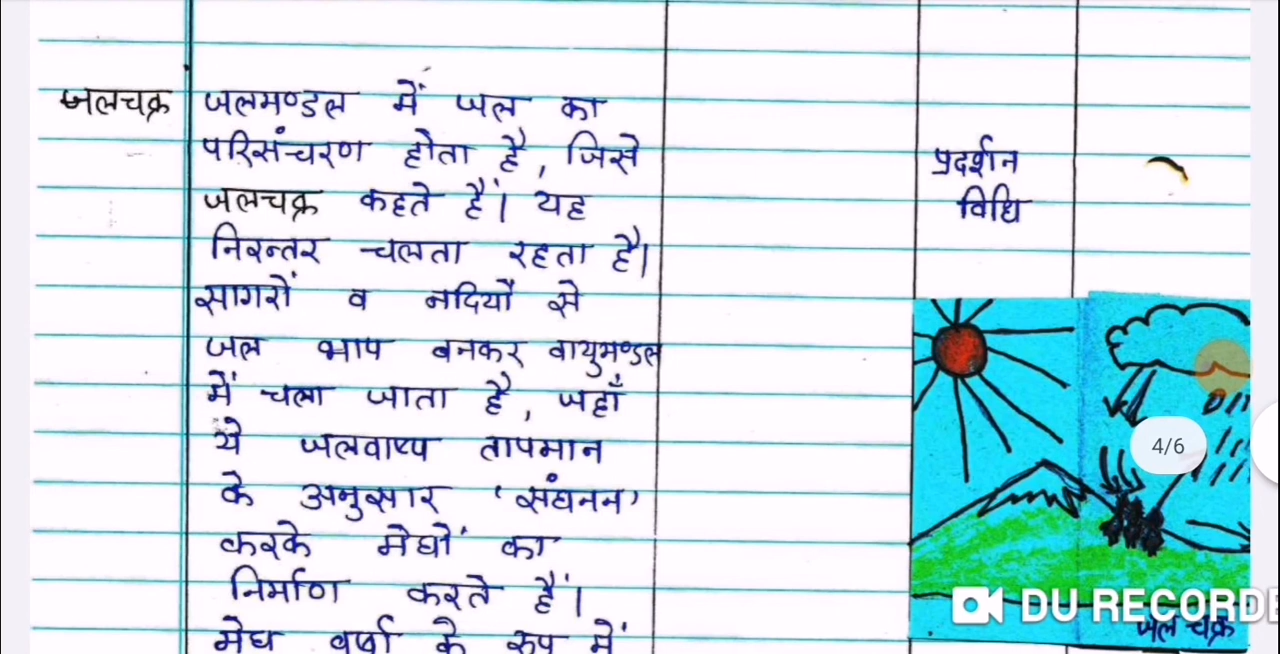 जलचक्र
जलमण्डल में जल का
परिसंचरण होता है, जिसे
जलचक्र कहते हैं। यह
निरन्तर चलता रहता है।
सागरों व नदियों से
जल भाप बनकर वायुमण्डल
में चला जाता है, जहाँ
ये जलवाष्प तापमान
के अनुसार 'संघनन'
करके मेघों का
निर्माण करते हैं।
मेघ वर्षा के रूप में
प्रदर्शन
विधि
4/6
DU RECORDE
जल चक्र